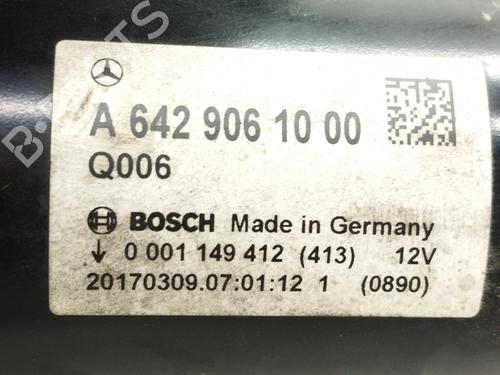 A 642 906 10 00
Q006
BOSCH Made in Germany
↓ 0 001 149 412 (413) 12V
20170309.07:01:12 1 (0890)